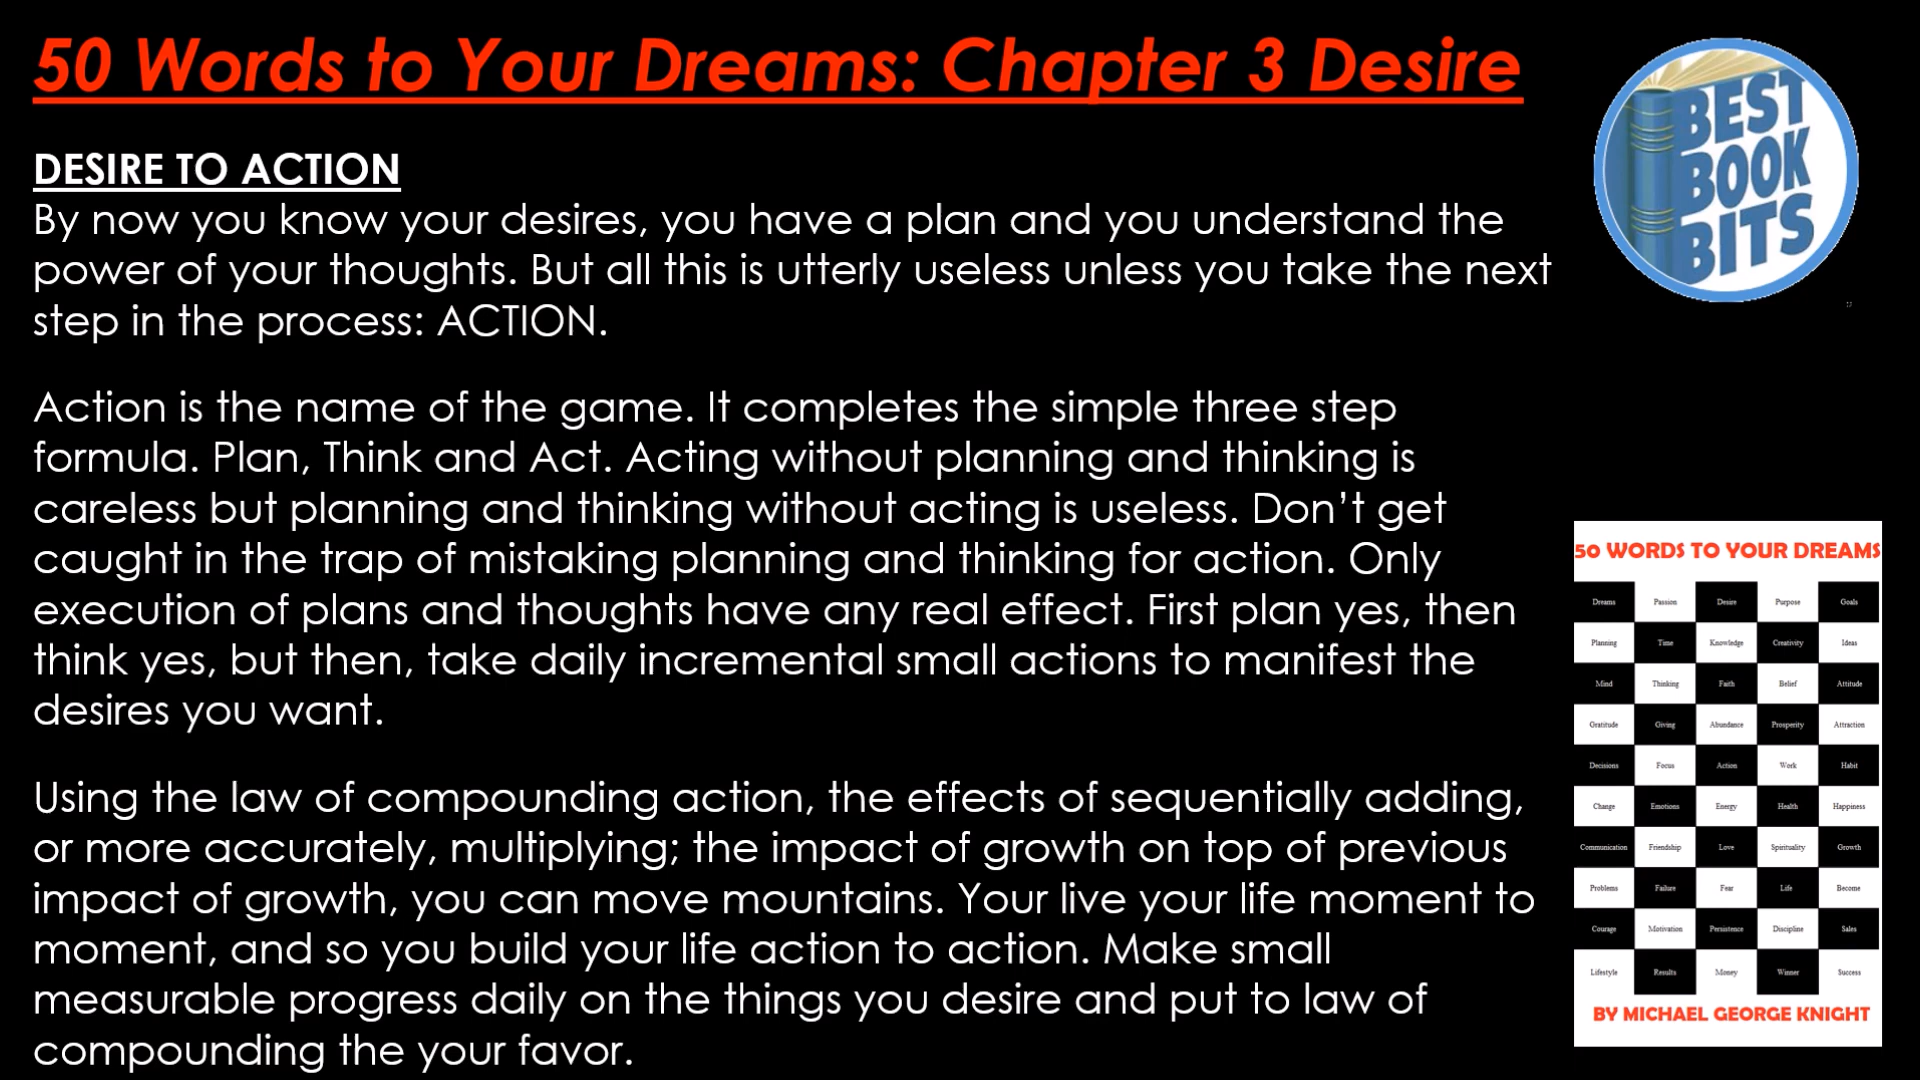 50 Words to Your Dreams: Chapter 3 Desire
DESIRE TO ACTION
By now you know your desires, you have a plan and you understand the
power of your thoughts. But all this is utterly useless unless you take the next
step in the process: ACTION.
Action is the name of the game. It completes the simple three step
formula. Plan, Think and Act. Acting without planning and thinking is
careless but planning and thinking without acting is useless. Don’t get
caught in the trap of mistaking planning and thinking for action. Only
execution of plans and thoughts have any real effect. First plan yes, then
think yes, but then, take daily incremental small actions to manifest the
desires you want.
Using the law of compounding action, the effects of sequentially adding,
or more accurately, multiplying; the impact of growth on top of previous
impact of growth, you can move mountains. Your live your life moment to
moment, and so you build your life action to action. Make small
measurable progress daily on the things you desire and put to law of
compounding the your favor.
BEST
BOOK
BITS
50 WORDS TO YOUR DREAMS
Dreams Passion Desire Purpose Goals
Planning Time Knowledge Creativity Ideas
Mind Thinking Faith Belief Attitude
Gratitude Giving Abundance Prosperity Attraction
Decisions Focus Action Work Habit
Change Emotions Energy Health Happiness
Communication Friendship Love Spirituality Growth
Problems Failure Fear Life Become
Courage Motivation Persistence Discipline Sales
Lifestyle Results Money Winner Success
BY MICHAEL GEORGE KNIGHT